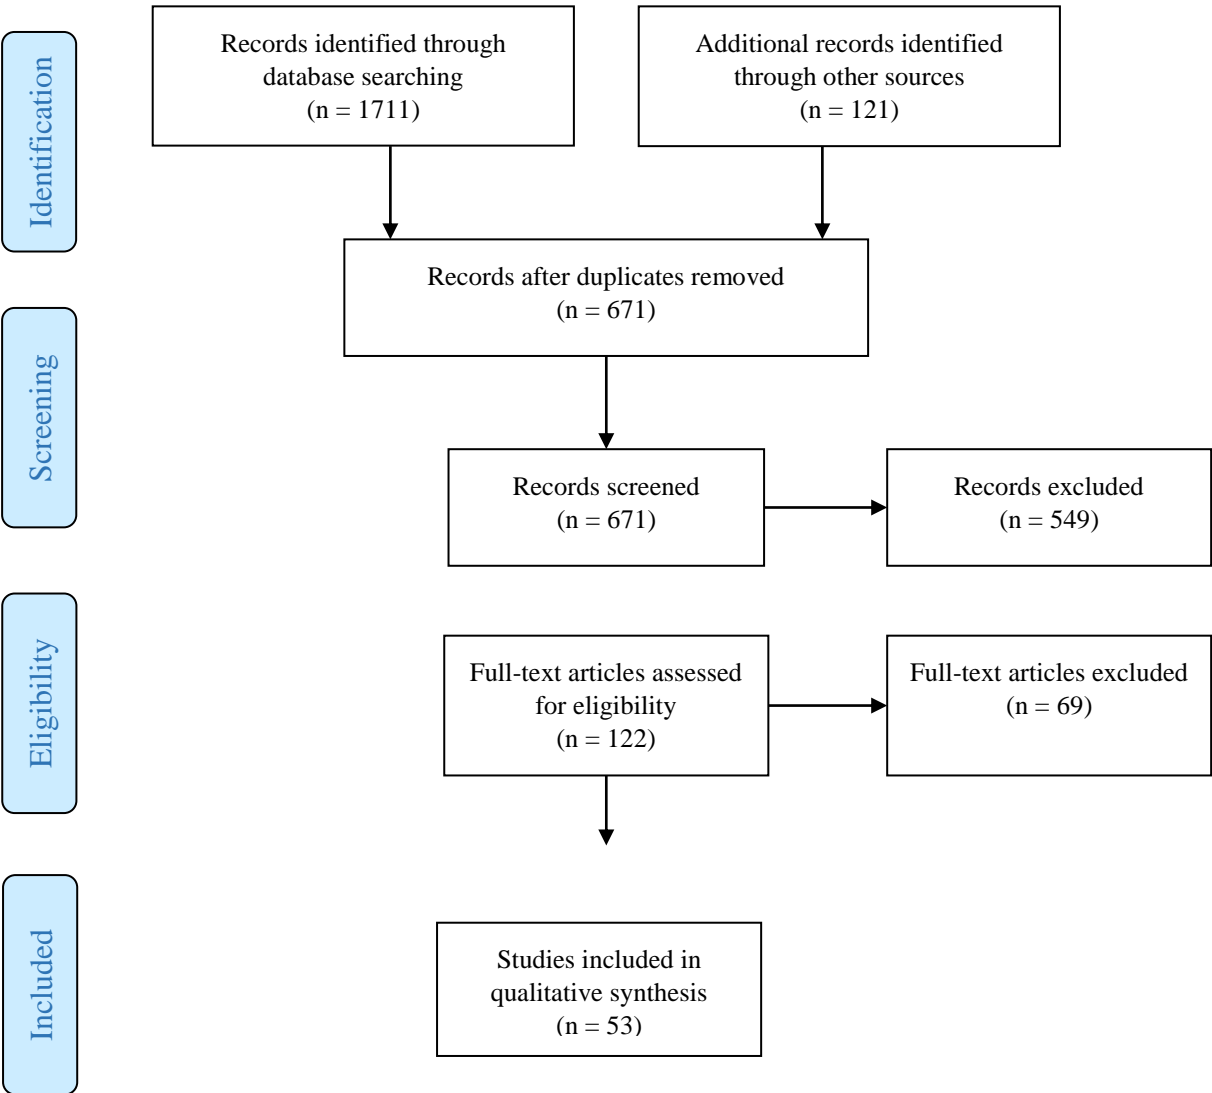 Identification
Records identified through
database searching
(n = 1711)
Additional records identified
through other sources
(n = 121)
Records after duplicates removed
(n = 671)
Screening
Records screened
(n = 671)
Records excluded
(n = 549)
Eligibility
Full-text articles assessed
for eligibility
(n = 122)
Full-text articles excluded
(n = 69)
Included
Studies included in
qualitative synthesis
(n = 53)